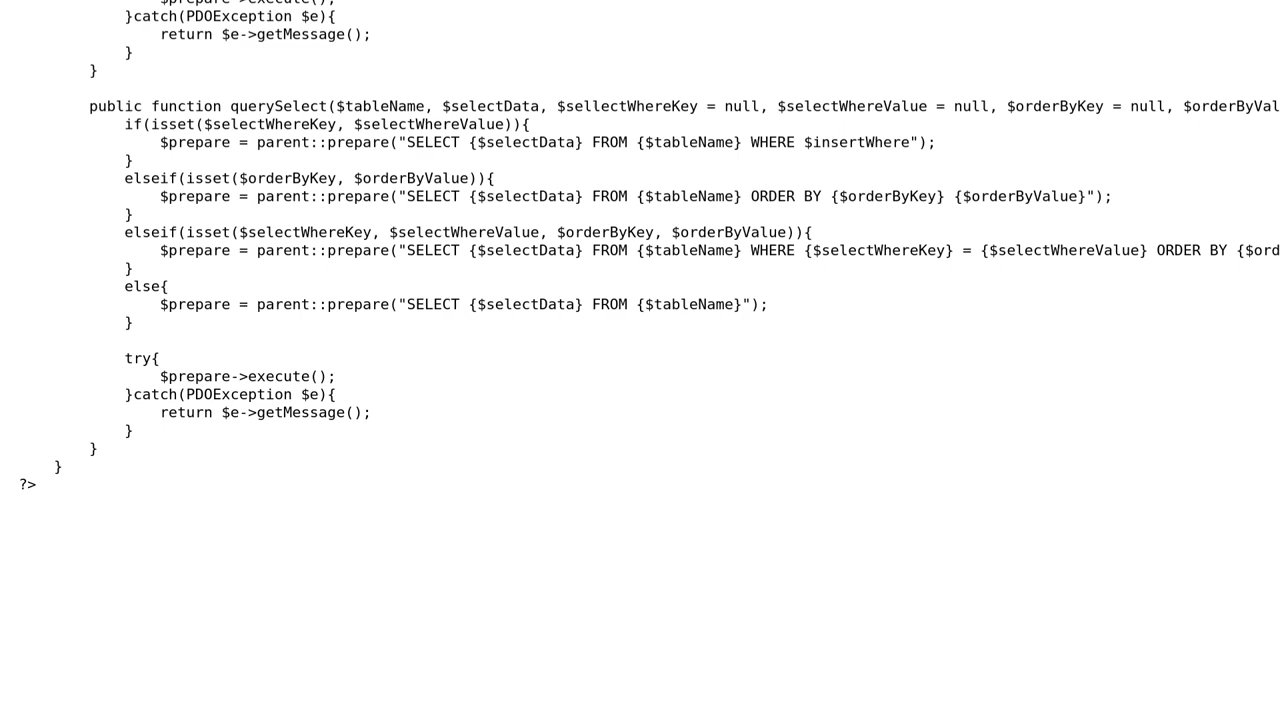 $prepare->execute();
}catch(PDOException $e){
return $e->getMessage();
}
}
public function querySelect($tableName, $selectData, $sellectWhereKey = null, $selectWhereValue = null, $orderByKey = null, $orderByVal
if(isset($selectWhereKey, $selectWhereValue)){
$prepare = parent::prepare("SELECT {$selectData} FROM {$tableName} WHERE $insertWhere");
}
elseif(isset($orderByKey, $orderByValue)){
$prepare = parent::prepare("SELECT {$selectData} FROM {$tableName} ORDER BY {$orderByKey} {$orderByValue}");
}
elseif(isset($selectWhereKey, $selectWhereValue, $orderByKey, $orderByValue)){
$prepare = parent::prepare("SELECT {$selectData} FROM {$tableName} WHERE {$selectWhereKey} = {$selectWhereValue} ORDER BY {$ord
}
else{
$prepare = parent::prepare("SELECT {$selectData} FROM {$tableName}");
}
try{
$prepare->execute();
}catch(PDOException $e){
return $e->getMessage();
}
}
}
?>